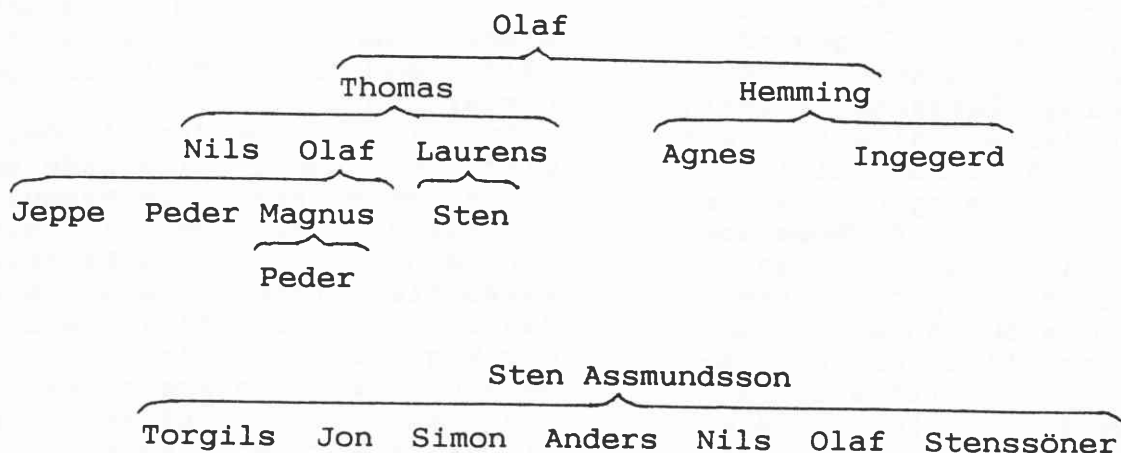 Olaf
Thomas Hemming
Nils Olaf Laurens Agnes Ingegerd
Jeppe Peder Magnus Sten
Peder
Sten Assmundsson
Torgils Jon Simon Anders Nils Olaf Stenssöner